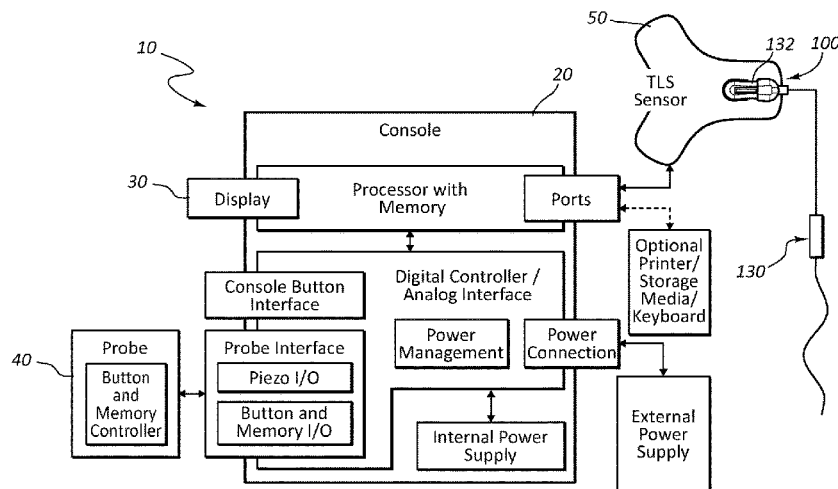 10
20
50
132
100
TLS
Sensor
Console
30
Display
Processor with
Memory
Ports
Optional
Printer/
Storage
Media/
Keyboard
130
Console Button
Interface
Digital Controller /
Analog Interface
Power
Management
Power
Connection
40
Probe
Button
and
Memory
Controller
Probe Interface
Piezo I/O
Button and
Memory I/O
Internal Power
Supply
External
Power
Supply